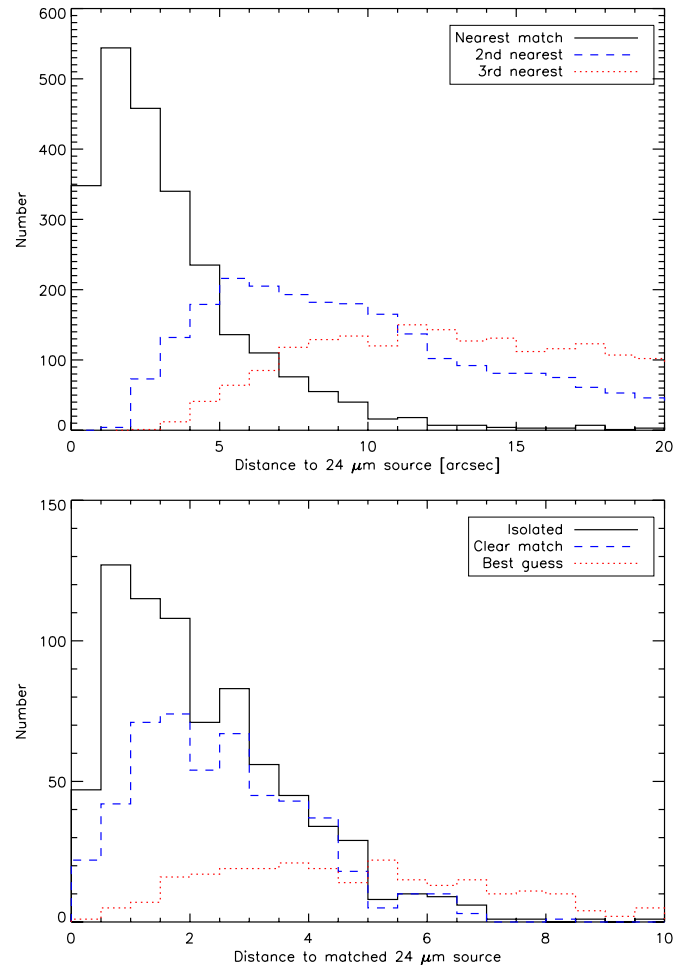 600
500
400
300
200
100
0
Number
Nearest match
2nd nearest
3rd nearest
0 5 10 15 20
Distance to 24 μm source [arcsec]
150
100
50
0
Number
Isolated
Clear match
Best guess
0 2 4 6 8 10
Distance to matched 24 μm source